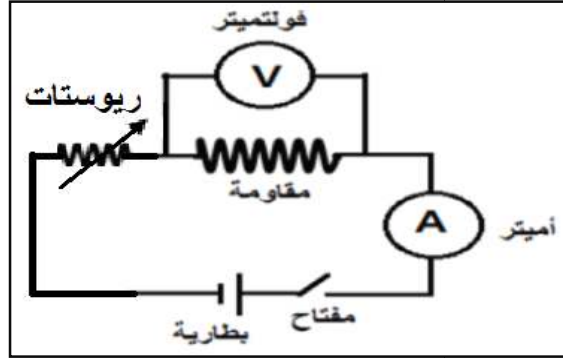 فولتميتر
V
ريوستات
مقاومة
A
أميتر
مفتاح
بطارية